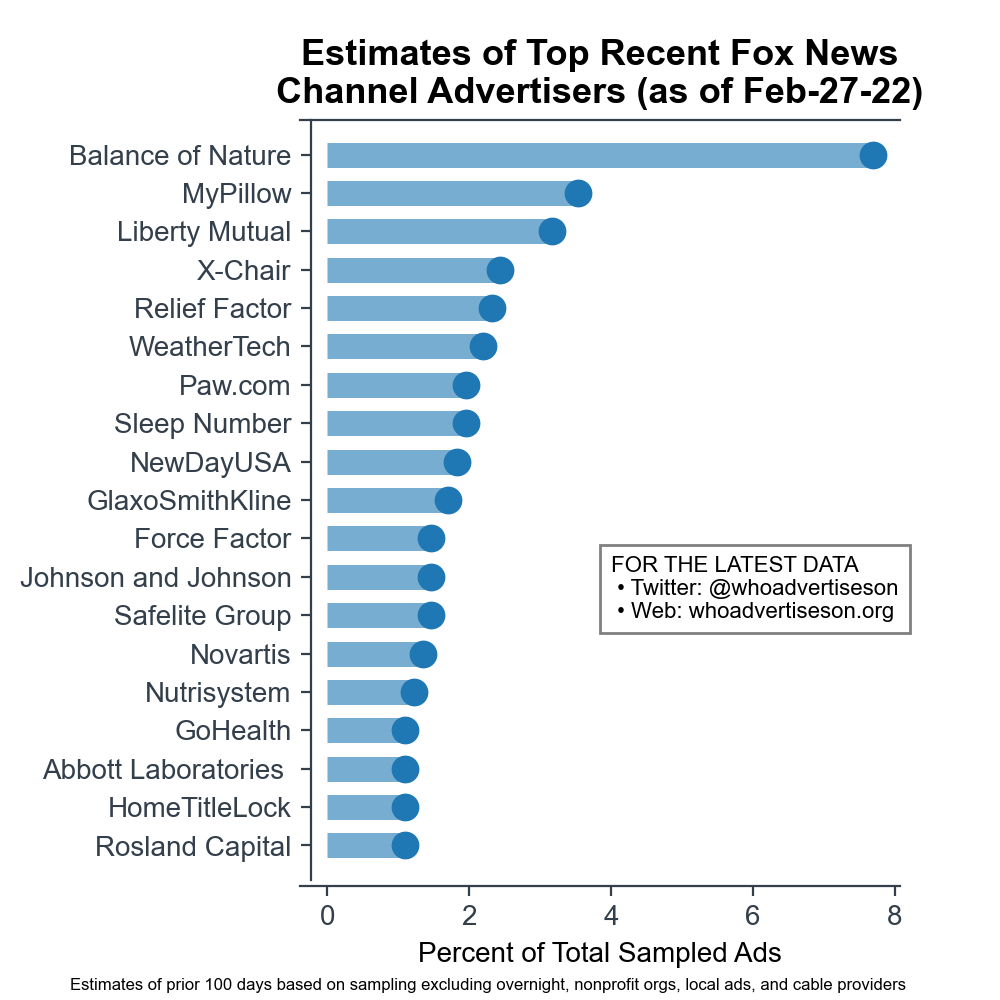 Estimates of Top Recent Fox News
Channel Advertisers (as of Feb-27-22)
Balance of Nature
MyPillow
Liberty Mutual
X-Chair
Relief Factor
WeatherTech
Paw.com
Sleep Number
NewDayUSA
GlaxoSmithKline
Force Factor
Johnson and Johnson
Safelite Group
Novartis
Nutrisystem
GoHealth
Abbott Laboratories
HomeTitleLock
Rosland Capital
FOR THE LATEST DATA
• Twitter: @whoadvertiseson
• Web: whoadvertiseson.org
0 2 4 6 8
Percent of Total Sampled Ads
Estimates of prior 100 days based on sampling excluding overnight, nonprofit orgs, local ads, and cable providers